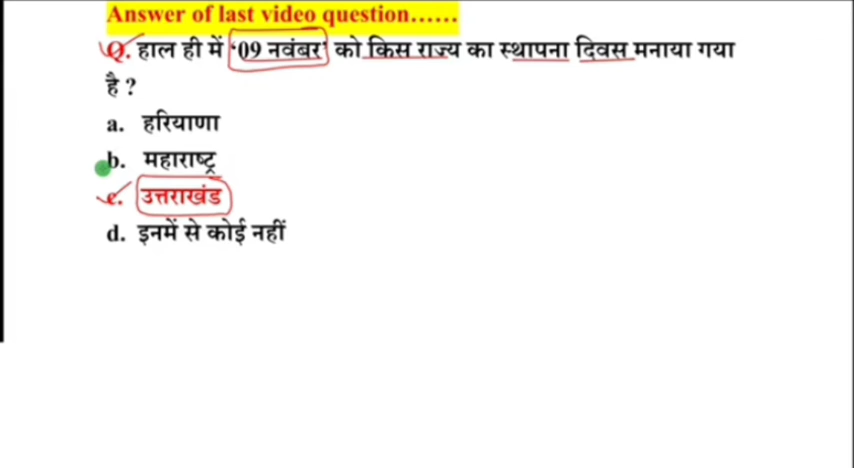 Answer of last video question……
Q. हाल ही में ‘09 नवंबर’ को किस राज्य का स्थापना दिवस मनाया गया
है ?
a. हरियाणा
b. महाराष्ट्र
c. उत्तराखंड
d. इनमें से कोई नहीं